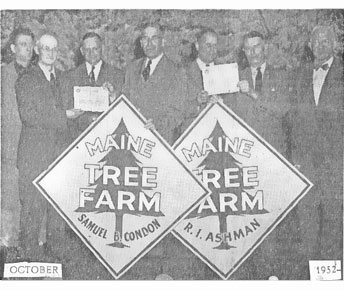 MAINE
TREE
FARM
SAMUEL B CONDON
MAINE
TREE
FARM
R.I. ASHMAN
OCTOBER
1952